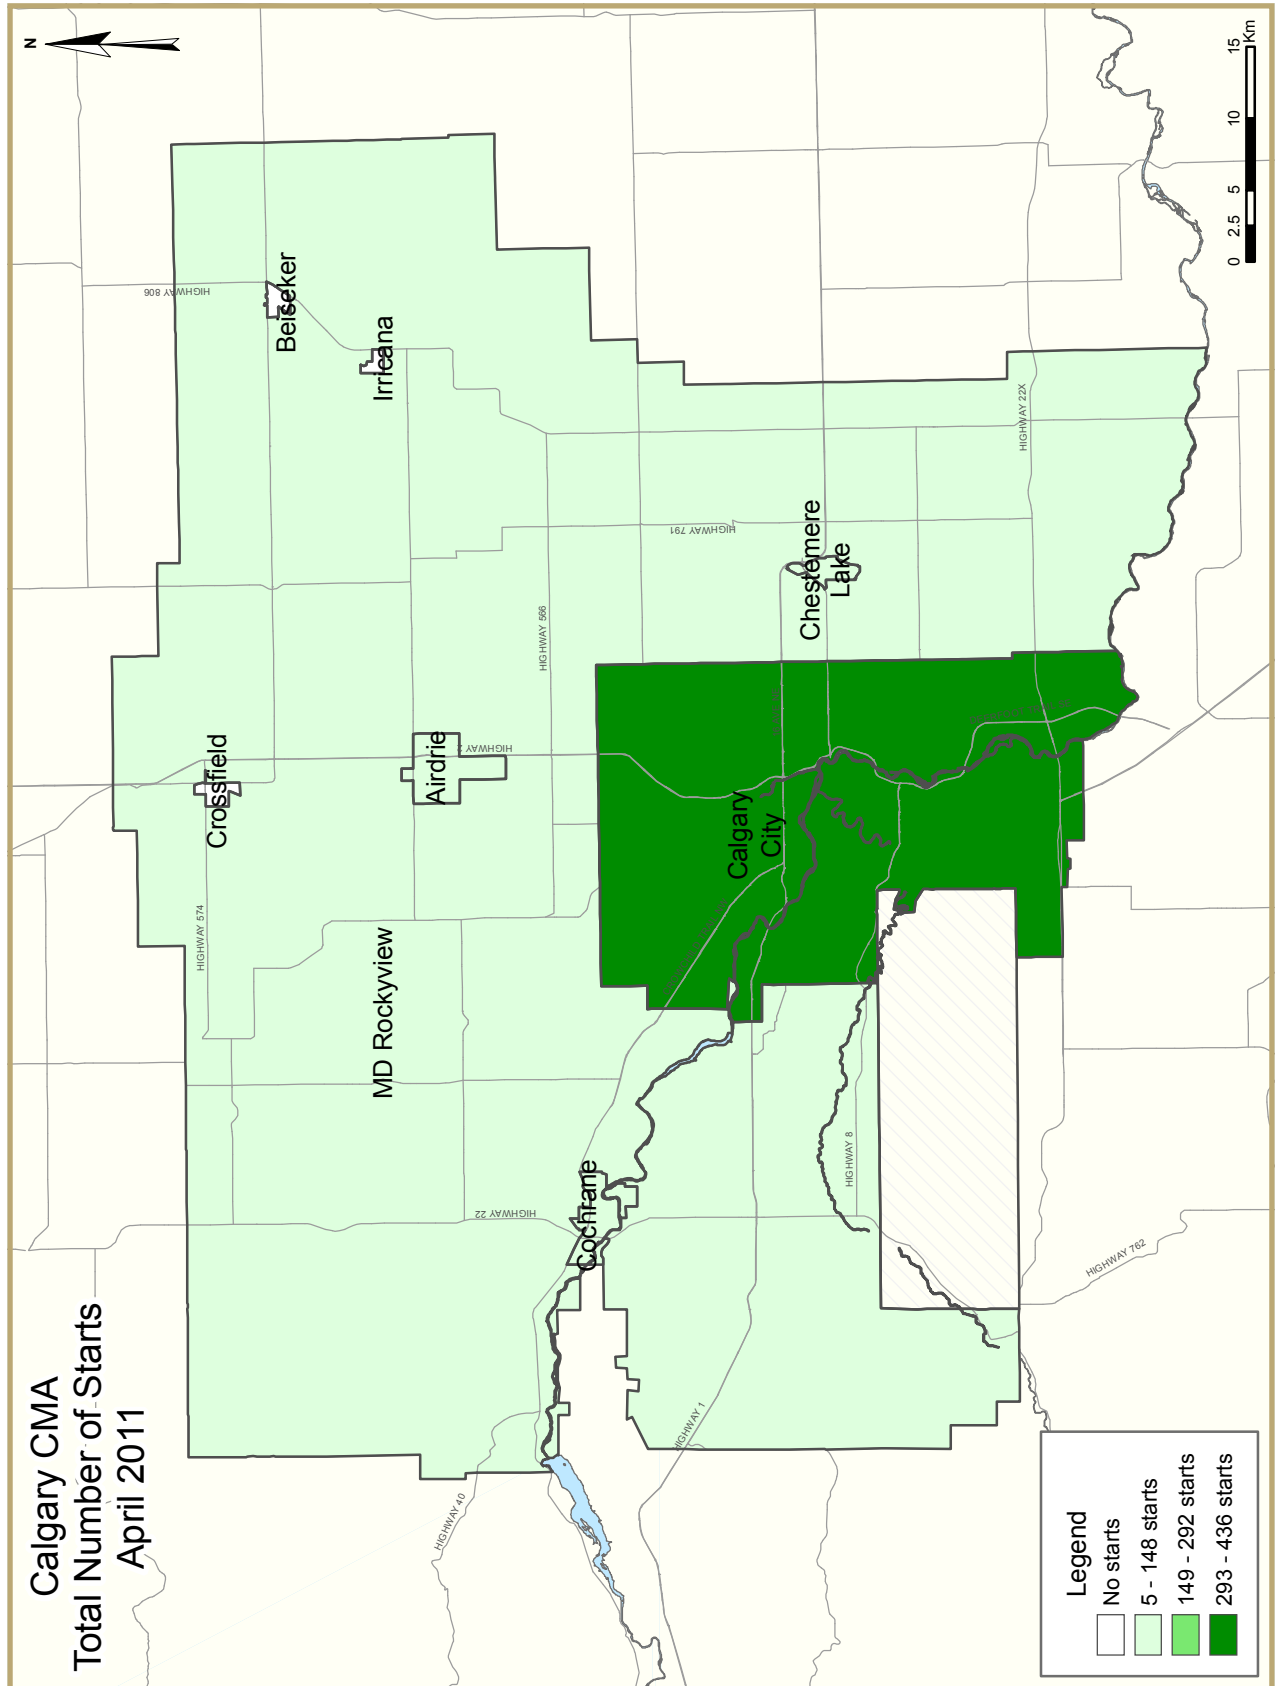 Calgary CMA
Total Number of Starts
April 2011
N
HIGHWAY 806
Beiseker
Irricana
HIGHWAY 574
Crossfield
Airdrie
HIGHWAY 2
HIGHWAY 566
HIGHWAY 791
MD Rockyview
HIGHWAY 22
Cochrane
HIGHWAY 40
Calgary
City
Chestemere
Lake
HIGHWAY 1
HIGHWAY 8
HIGHWAY 22X
HIGHWAY 762
Legend
No starts
5 - 148 starts
149 - 292 starts
293 - 436 starts
0 2.5 5 10 15
Km